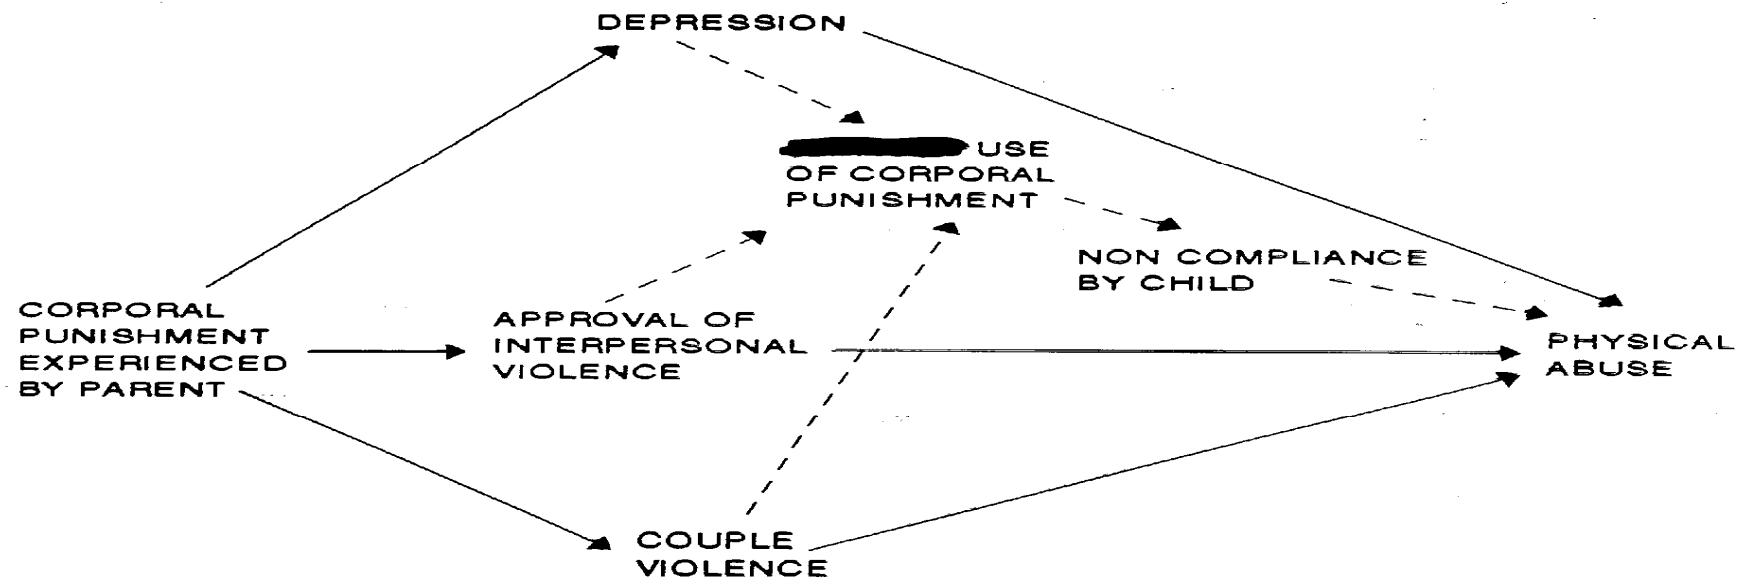 DEPRESSION
USE
OF CORPORAL
PUNISHMENT
NON COMPLIANCE
BY CHILD
CORPORAL
PUNISHMENT
EXPERIENCED
BY PARENT
APPROVAL OF
INTERPERSONAL
VIOLENCE
PHYSICAL
ABUSE
COUPLE
VIOLENCE